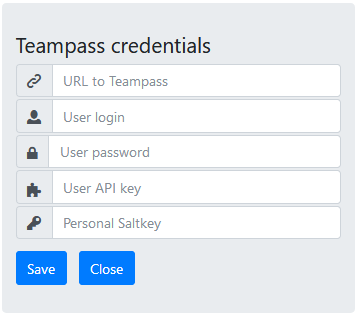 Teampass credentials
URL to Teampass
User login
User password
User API key
Personal Saltkey
Save Close